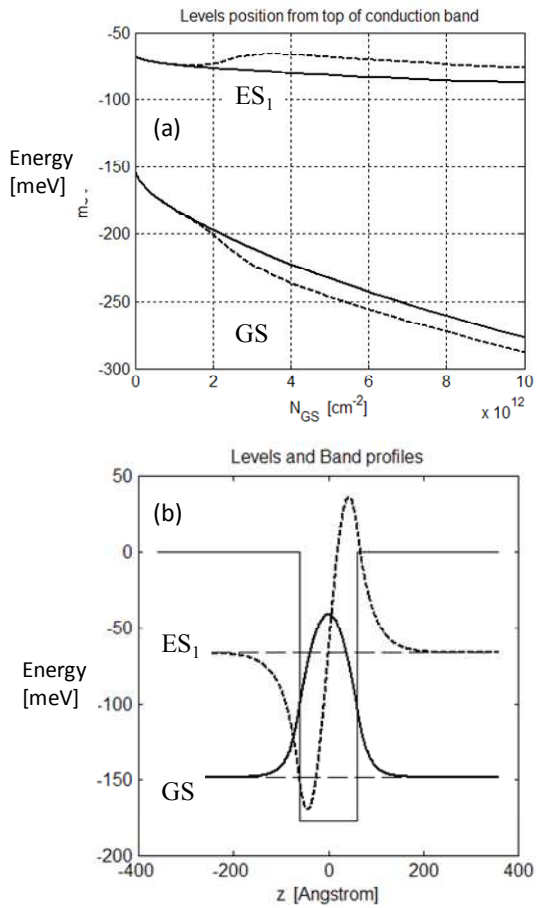 Levels position from top of conduction band
-50
-100
-150
-200
-250
-300
Energy
[meV]
(a)
ES1
GS
0
2
4
6
8
10
NGS [cm-2]
x 10^12
Levels and Band profiles
50
0
-50
-100
-150
-200
Energy
[meV]
(b)
ES1
GS
-400
-200
0
200
400
z [Angstrom]